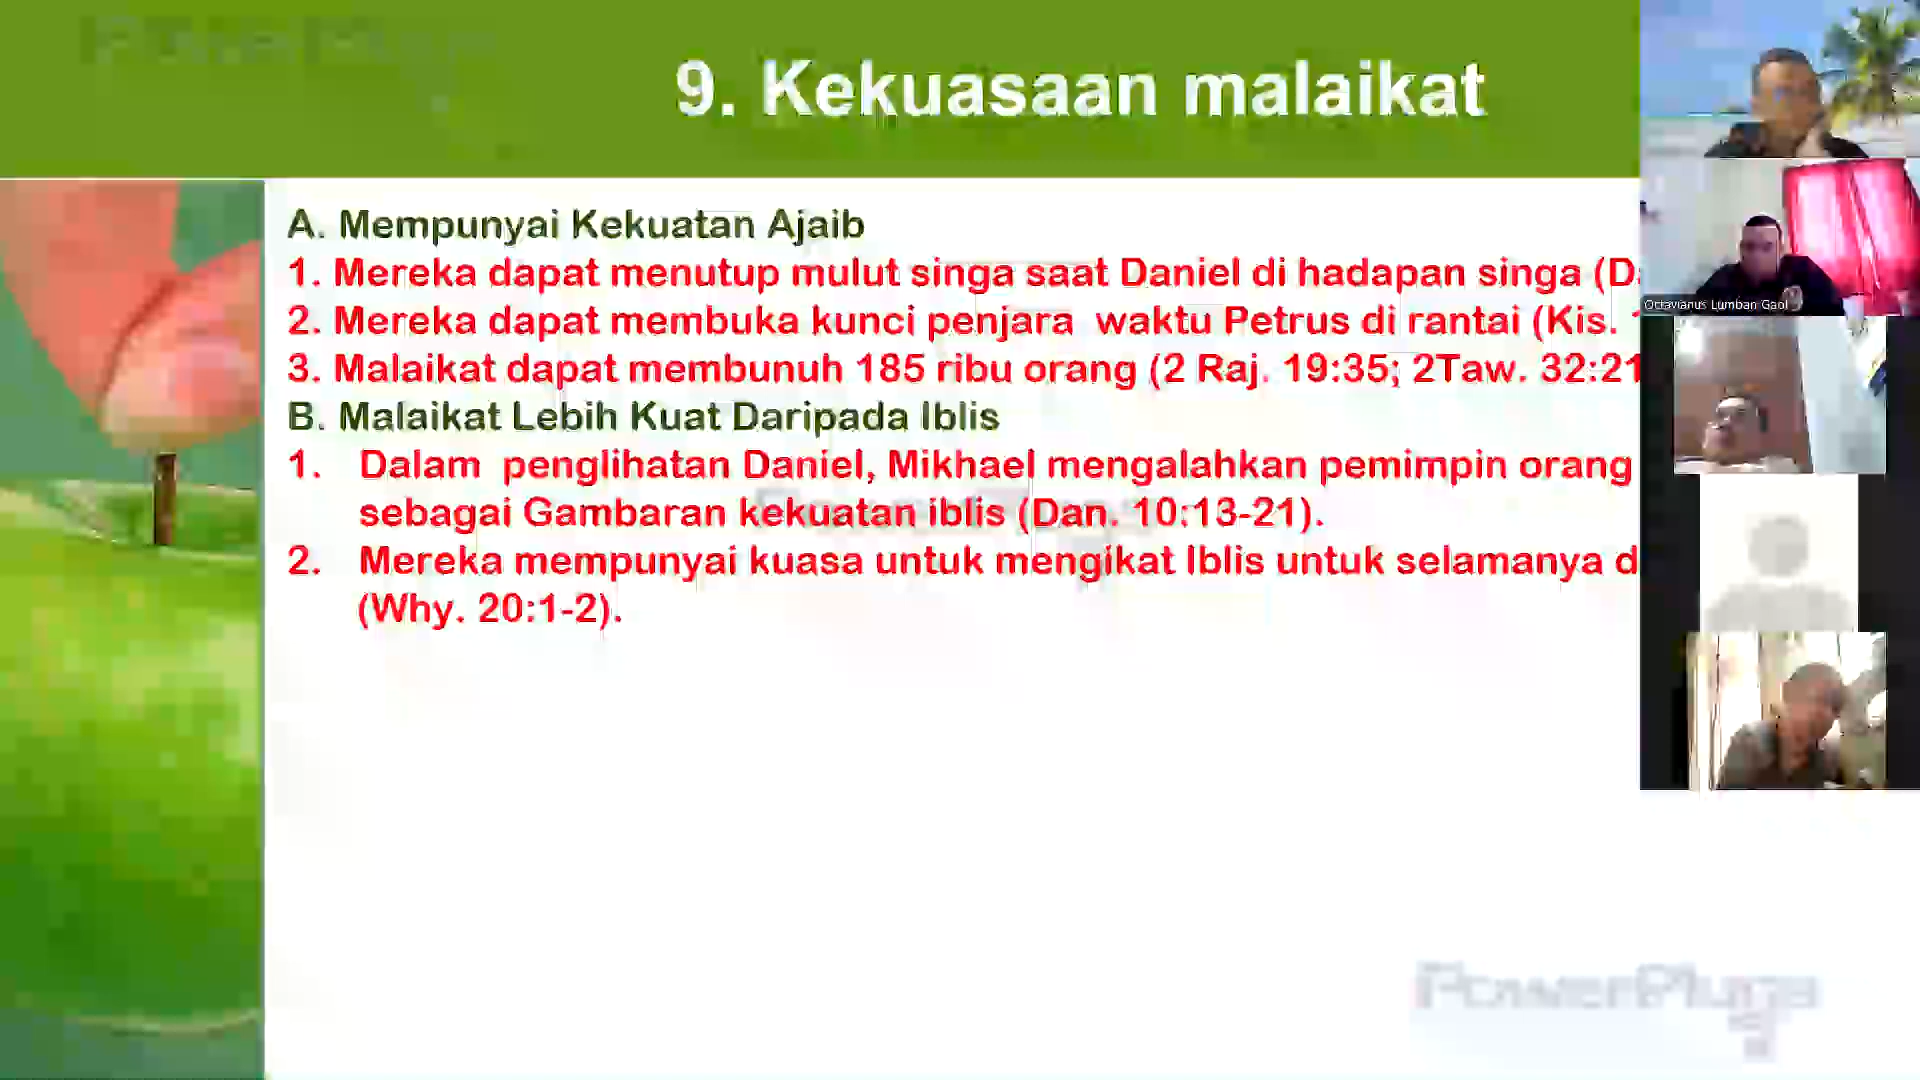 9. Kekuasaan malaikat
A. Mempunyai Kekuatan Ajaib
1. Mereka dapat menutup mulut singa saat Daniel di hadapan singa
2. Mereka dapat membuka kunci penjara waktu Petrus di rantai (Kis.
3. Malaikat dapat membunuh 185 ribu orang (2 Raj. 19:35; 2Taw. 32:21
B. Malaikat Lebih Kuat Daripada Iblis
1. Dalam penglihatan Daniel, Mikhael mengalahkan pemimpin orang
sebagai Gambaran kekuatan iblis (Dan. 10:13-21).
2. Mereka mempunyai kuasa untuk mengikat Iblis untuk selamanya
(Why. 20:1-2).
Octavianus Lumban Gaol
PowerPlugs